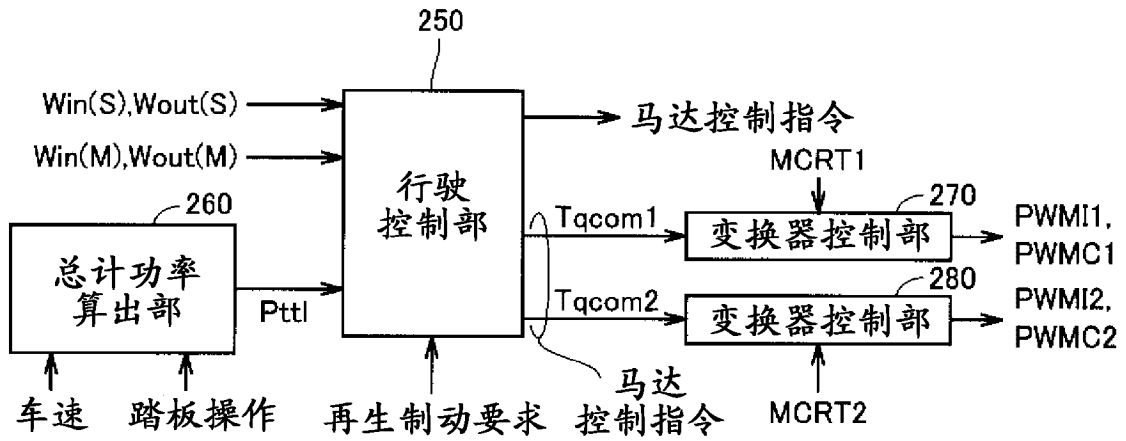 250
Win(S),Wout(S)
Win(M),Wout(M)
行驶
控制部
马达控制指令
MCRT1
260
总计功率
算出部
Pttl
Tqcom1
270
变换器控制部
PWMI1,
PWMC1
Tqcom2
280
变换器控制部
PWMI2,
PWMC2
车速
踏板操作
再生制动要求
马达
控制指令
MCRT2